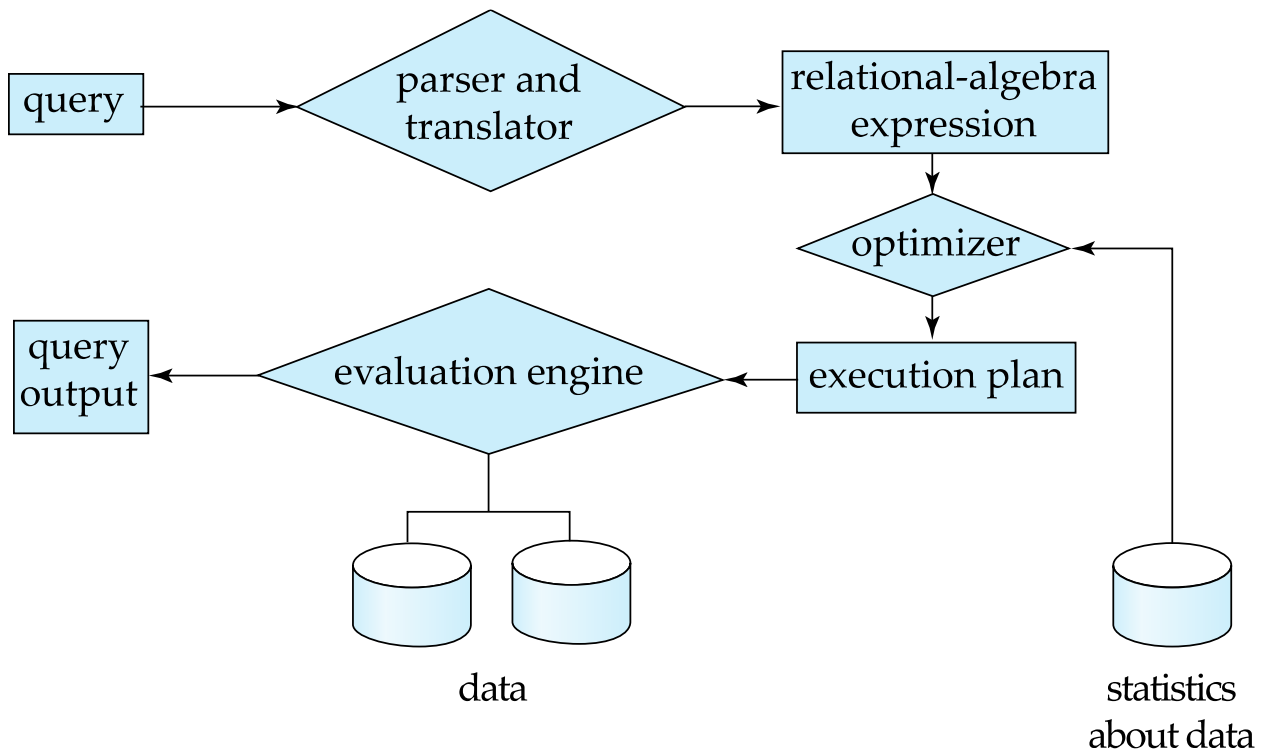 query
parser and
translator
relational-algebra
expression
optimizer
query
output
evaluation engine
execution plan
data
statistics
about data